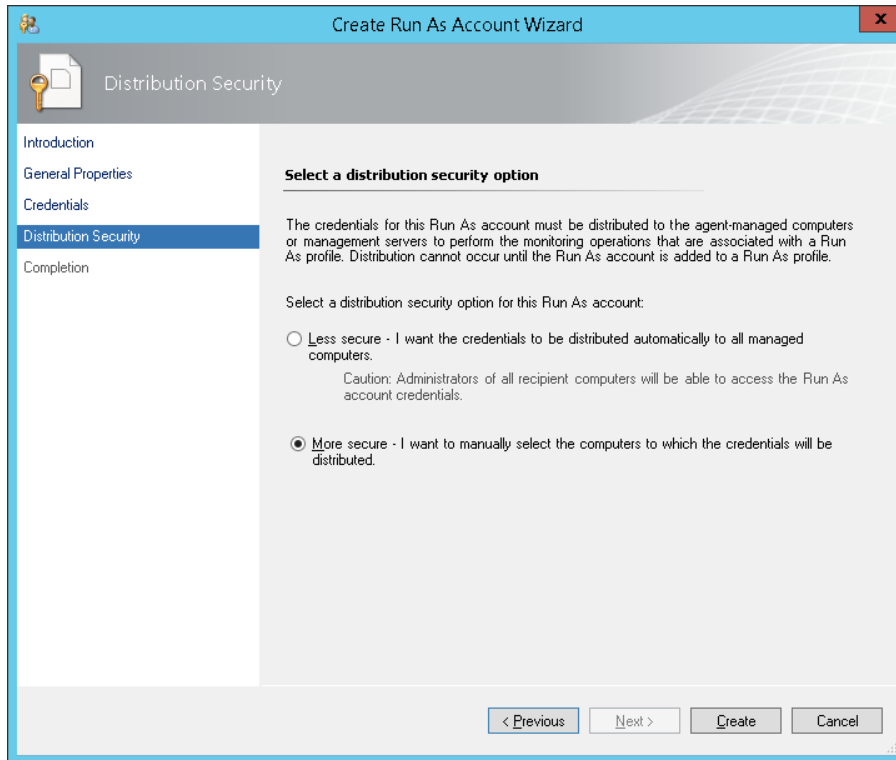 Create Run As Account Wizard
x
Distribution Security
Introduction
General Properties
Credentials
Distribution Security
Completion
Select a distribution security option
The credentials for this Run As account must be distributed to the agent-managed computers
or management servers to perform the monitoring operations that are associated with a Run
As profile. Distribution cannot occur until the Run As account is added to a Run As profile.
Select a distribution security option for this Run As account:
Less secure - I want the credentials to be distributed automatically to all managed
computers.
Caution: Administrators of all recipient computers will be able to access the Run As
account credentials.
More secure - I want to manually select the computers to which the credentials will be
distributed.
< Previous
Next >
Create
Cancel